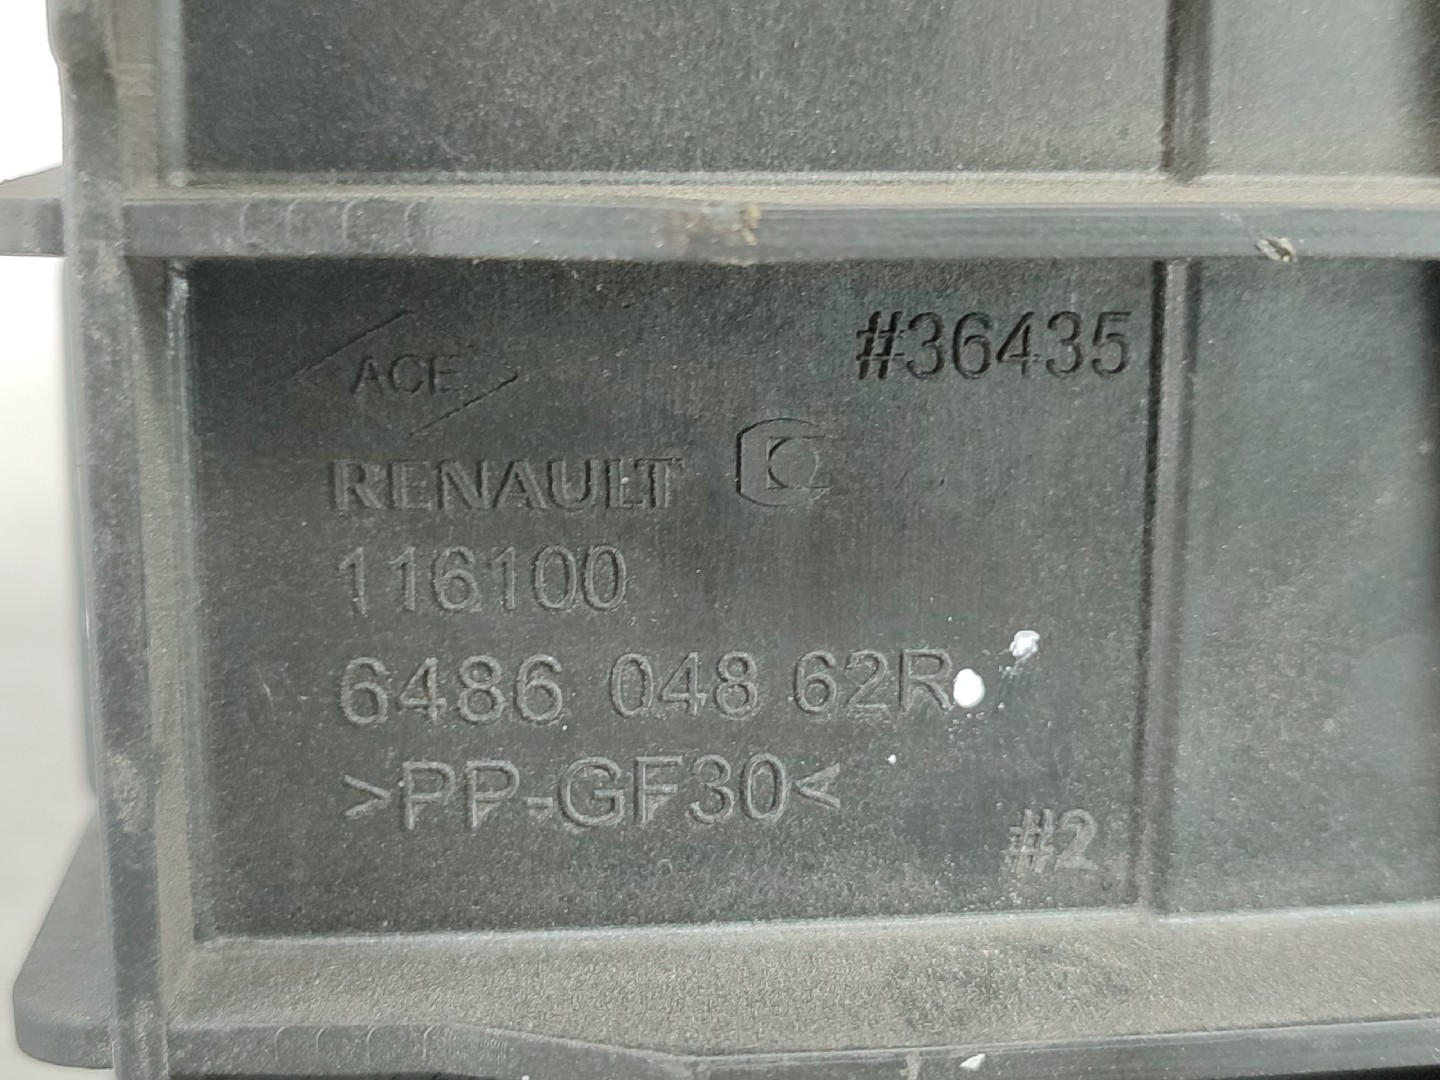 ACE
#36435
RENAULT
116100
6486 048 62R
>PP-GF30<
#2